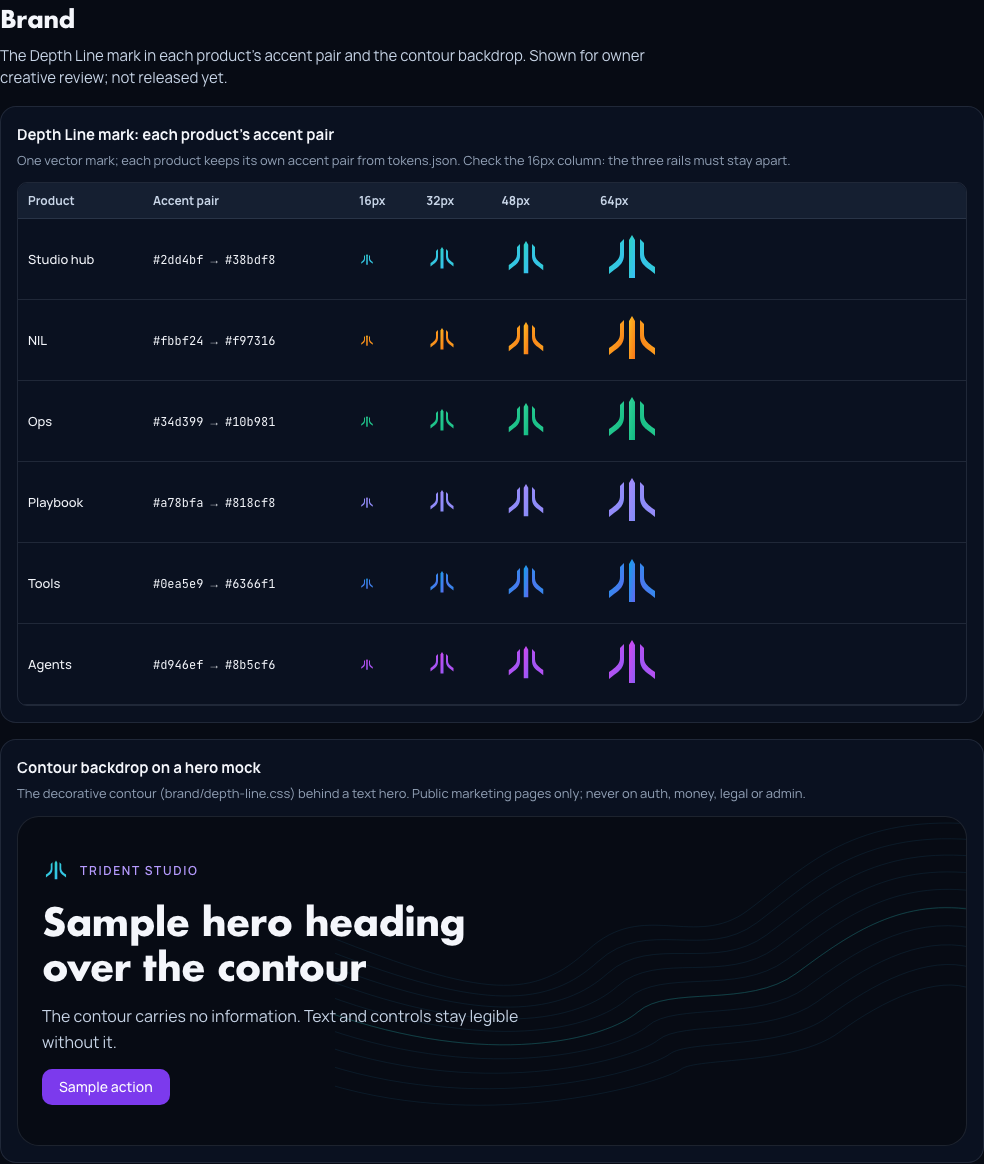 Brand
The Depth Line mark in each product's accent pair and the contour backdrop. Shown for owner
creative review; not released yet.
Depth Line mark: each product's accent pair
One vector mark; each product keeps its own accent pair from tokens.json. Check the 16px column: the three rails must stay apart.
Product Accent pair 16px 32px 48px 64px
Studio hub #2dd4bf → #38bdf8
NIL #fbbf24 → #f97316
Ops #34d399 → #10b981
Playbook #a78bfa → #818cf8
Tools #0ea5e9 → #6366f1
Agents #d946ef → #8b5cf6
Contour backdrop on a hero mock
The decorative contour (brand/depth-line.css) behind a text hero. Public marketing pages only; never on auth, money, legal or admin.
TRIDENT STUDIO
Sample hero heading
over the contour
The contour carries no information. Text and controls stay legible
without it.
Sample action